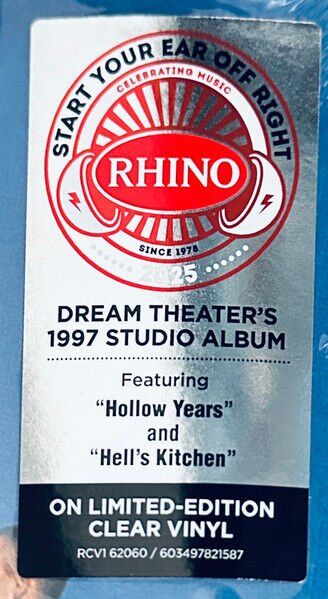 START YOUR EAR OFF RIGHT
CELEBRATING MUSIC
RHINO
SINCE 1978
2025
DREAM THEATER'S
1997 STUDIO ALBUM
Featuring
"Hollow Years"
and
"Hell's Kitchen"
ON LIMITED-EDITION
CLEAR VINYL
RCV1 62060 / 603497821587